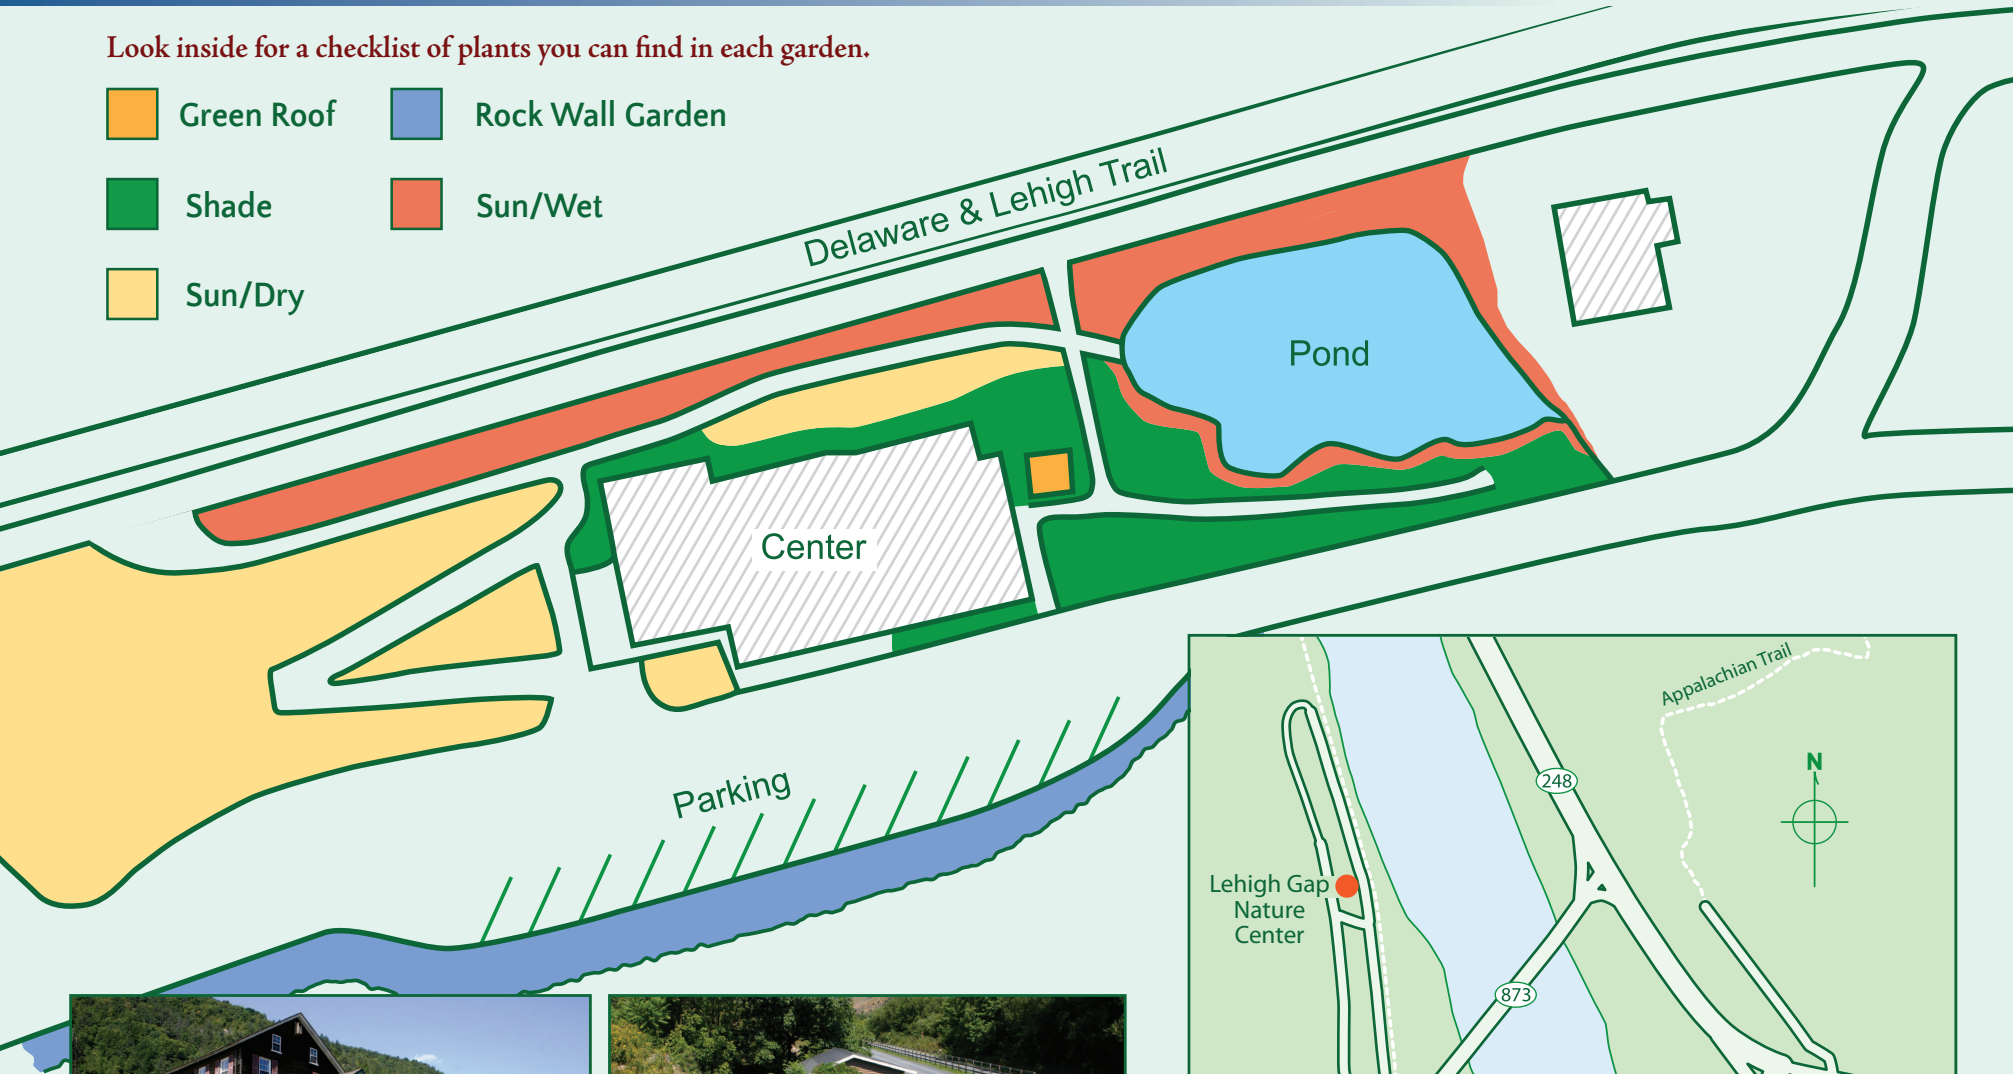 Look inside for a checklist of plants you can find in each garden.
Green Roof
Rock Wall Garden
Shade
Sun/Wet
Sun/Dry
Delaware & Lehigh Trail
Pond
Center
Parking
Appalachian Trail
248
N
Lehigh Gap
Nature
Center
873